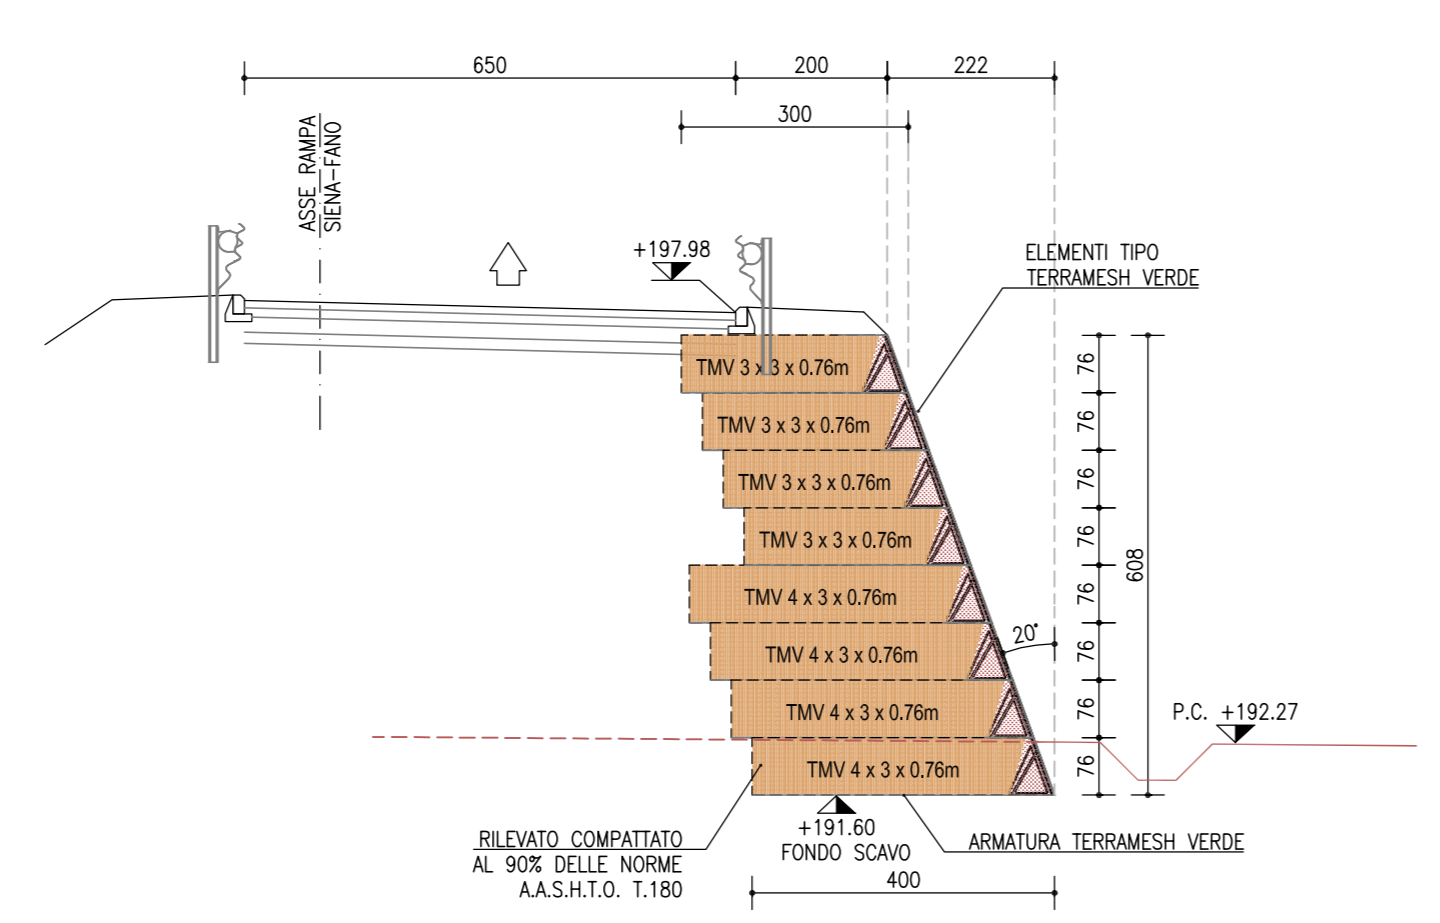 650
200
222
300
ASSE RAMPA
SIENA-FANO
+197.98
ELEMENTI TIPO
TERRAMESH VERDE
TMV 3 x 3 x 0.76m
76
TMV 3 x 3 x 0.76m
76
TMV 3 x 3 x 0.76m
76
TMV 3 x 3 x 0.76m
76
608
TMV 4 x 3 x 0.76m
76
20°
TMV 4 x 3 x 0.76m
76
TMV 4 x 3 x 0.76m
76
P.C. +192.27
TMV 4 x 3 x 0.76m
76
+191.60
FONDO SCAVO
RILEVATO COMPATTATO
AL 90% DELLE NORME
A.A.S.H.T.O. T.180
ARMATURA TERRAMESH VERDE
400